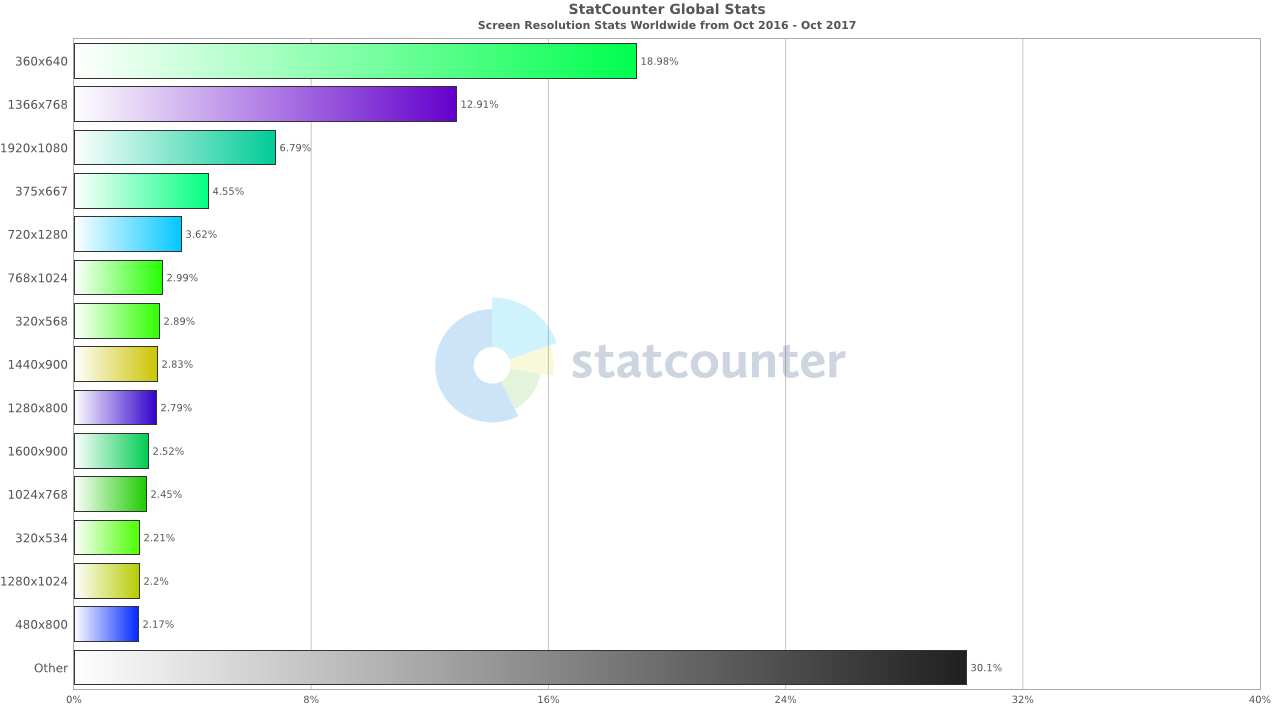 StatCounter Global Stats
Screen Resolution Stats Worldwide from Oct 2016 - Oct 2017
360x640 18.98%
1366x768 12.91%
1920x1080 6.79%
375x667 4.55%
720x1280 3.62%
768x1024 2.99%
320x568 2.89%
statcounter
1440x900 2.83%
1280x800 2.79%
1600x900 2.52%
1024x768 2.45%
320x534 2.21%
1280x1024 2.2%
480x800 2.17%
Other 30.1%
0% 8% 16% 24% 32% 40%